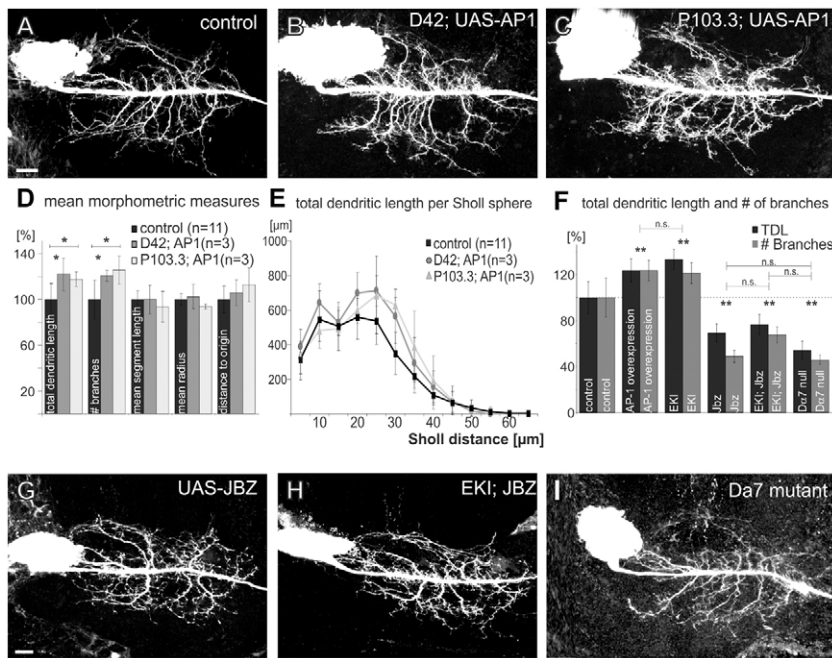 A control
B D42; UAS-AP1
C P103.3; UAS-AP1
D mean morphometric measures
[%]
140
120
100
80
60
20
control (n=11)
D42; AP1(n=3)
P103.3; AP1(n=3)
*
*
*
*
total dendritic length
# branches
mean segment length
mean radius
distance to origin
E total dendritic length per Sholl sphere
[µm]
800
600
400
200
0
control (n=11)
D42; AP1(n=3)
P103.3; AP1(n=3)
10 20 30 40 50 60
Sholl distance [µm]
F total dendritic length and # of branches
[%]
120
80
40
0
TDL
# Branches
n.s.
n.s.
n.s.
n.s.
** ** ** ** **
control
control
AP-1 overexpression
AP-1 overexpression
EKI
EKI
Jbz
Jbz
EKI; Jbz
EKI; Jbz
Dα7 null
Dα7 null
G UAS-JBZ
H EKI; JBZ
I Da7 mutant